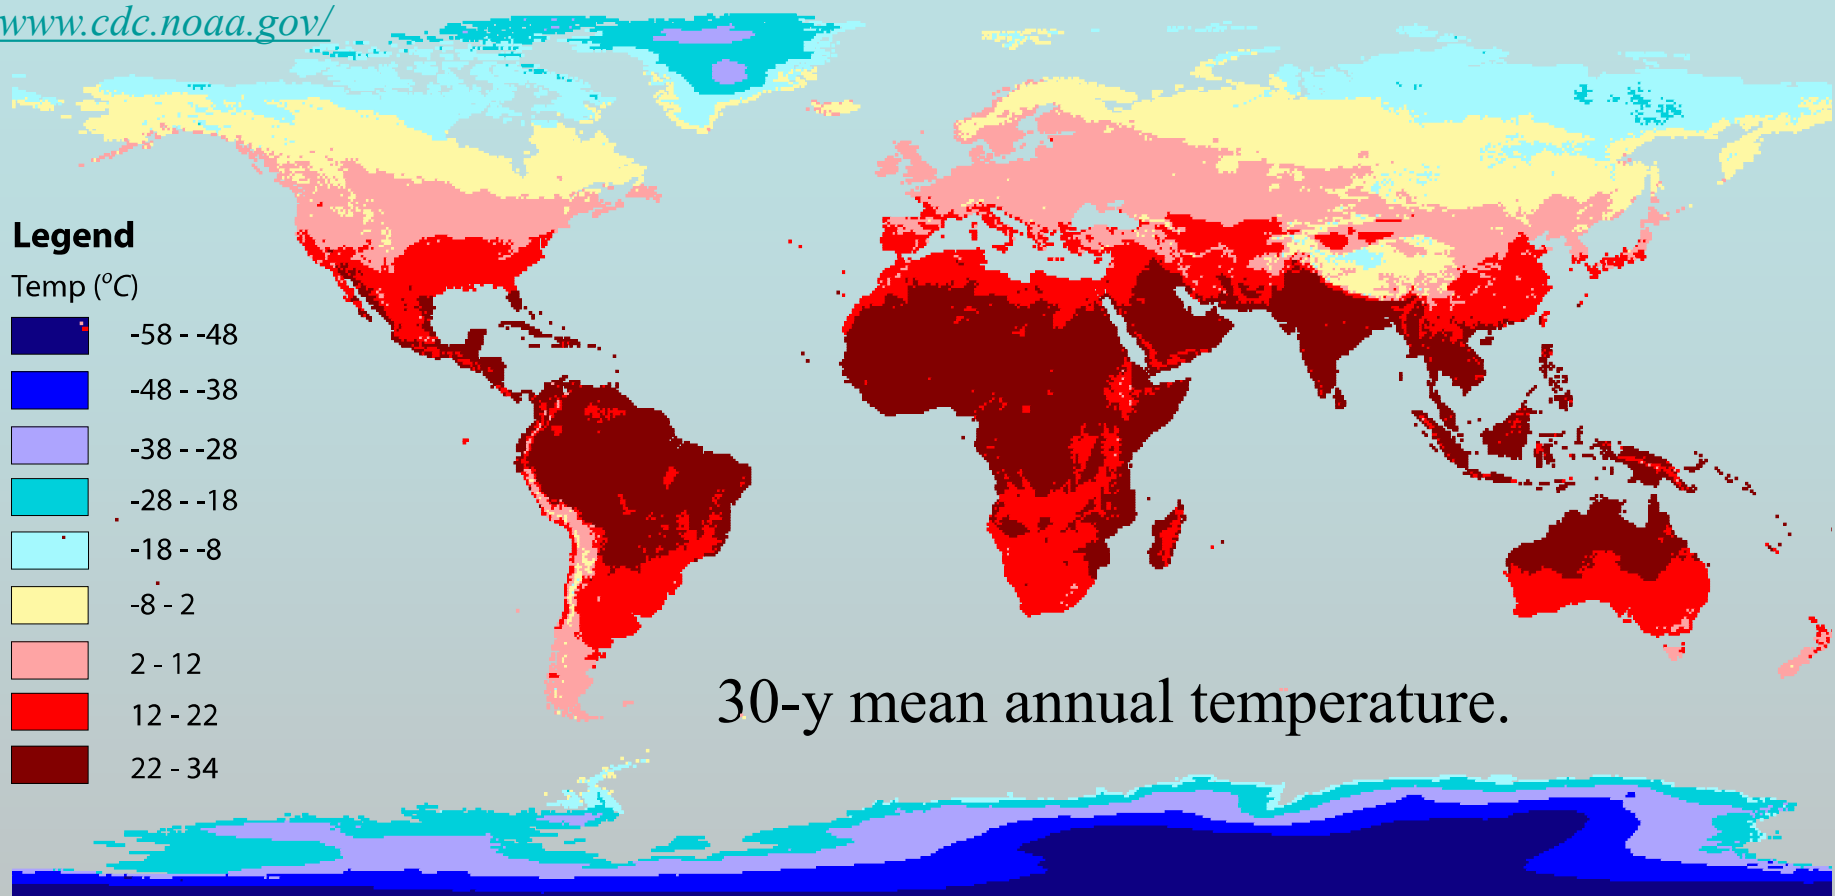 www.cdc.noaa.gov/
Legend
Temp (°C)
-58 - -48
-48 - -38
-38 - -28
-28 - -18
-18 - -8
-8 - 2
2 - 12
12 - 22
22 - 34
30-y mean annual temperature.